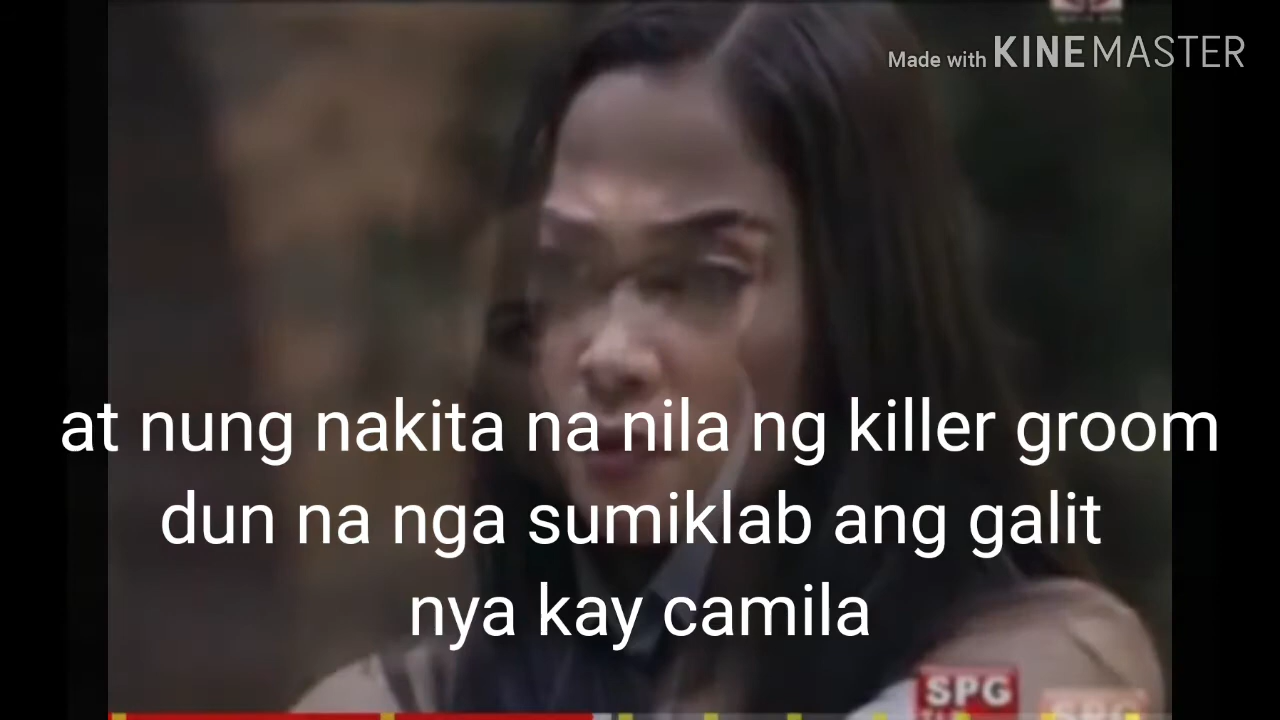 Made with KINEMASTER
at nung nakita na nila ng killer groom
dun na nga sumiklab ang galit
nya kay camila
SPG
SPG